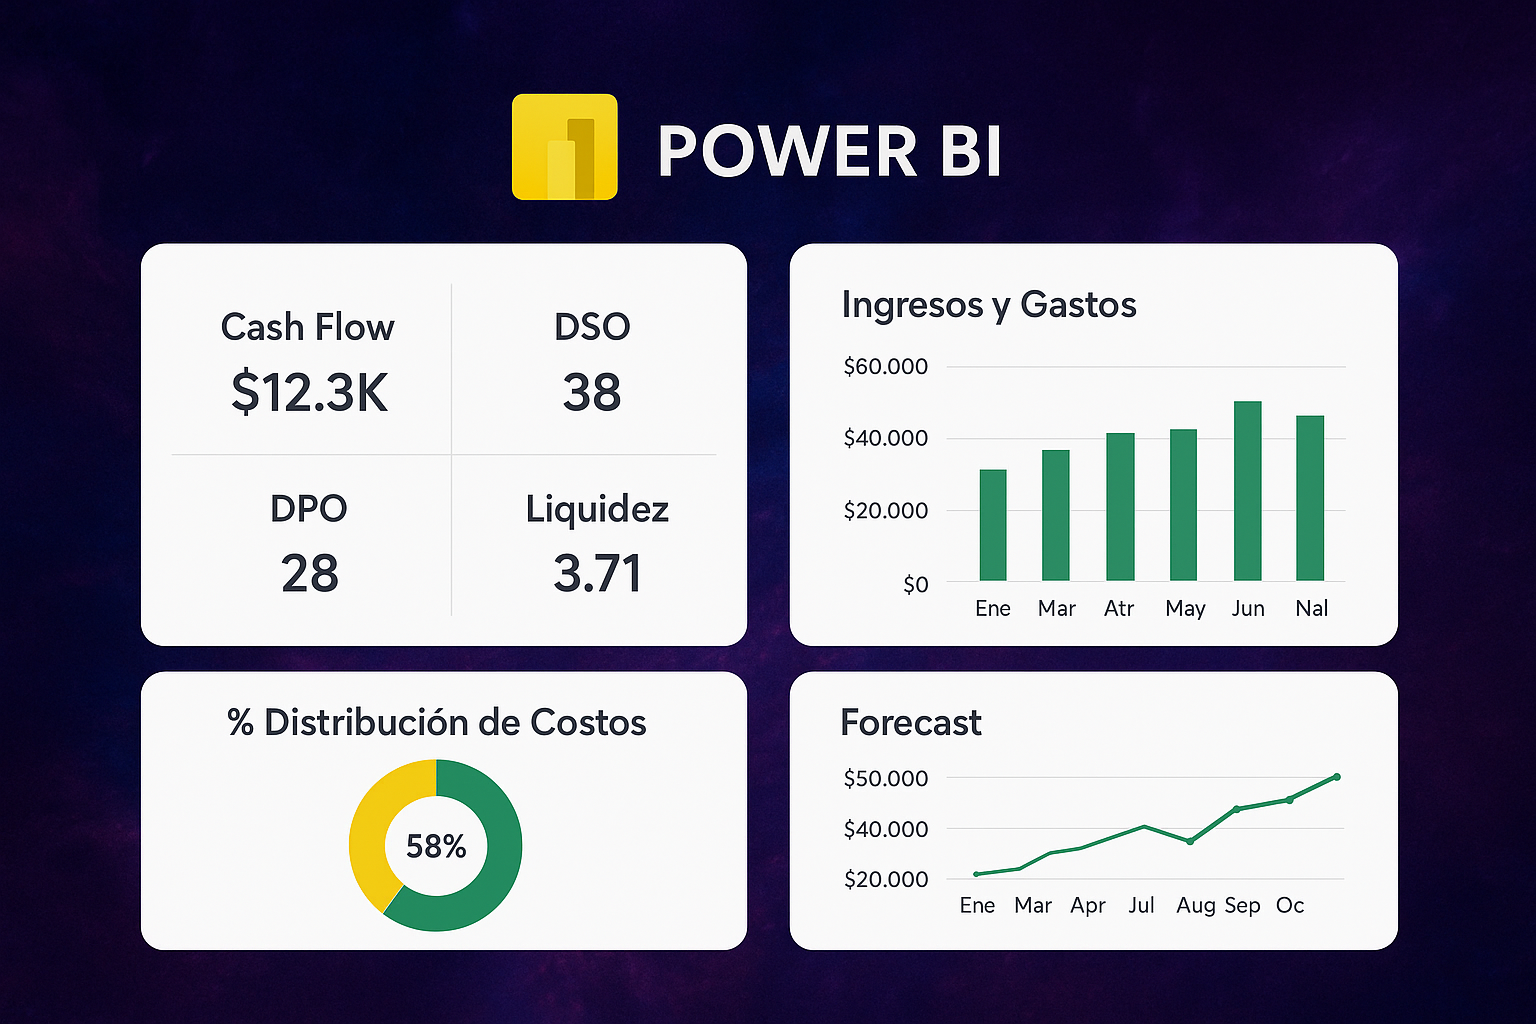 POWER BI
Cash Flow
$12.3K
DSO
38
DPO
28
Liquidez
3.71
Ingresos y Gastos
$60.000
$40.000
$20.000
$0
Ene Mar Atr May Jun Nal
% Distribución de Costos
58%
Forecast
$50.000
$40.000
$20.000
Ene Mar Apr Jul Aug Sep Oc